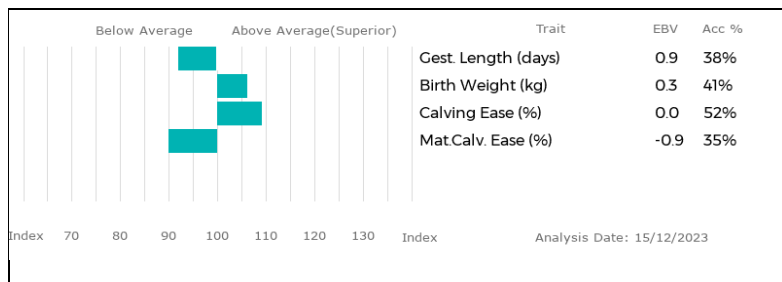 Below Average Above Average(Superior) Trait EBV Acc %
Gest. Length (days) 0.9 38%
Birth Weight (kg) 0.3 41%
Calving Ease (%) 0.0 52%
Mat.Calv. Ease (%) -0.9 35%
Index 70 80 90 100 110 120 130 Index Analysis Date: 15/12/2023